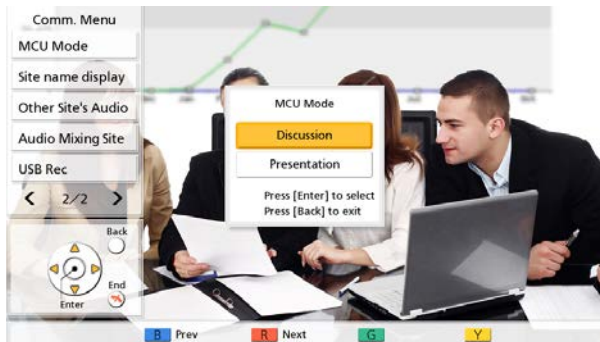 Comm. Menu
MCU Mode
Site name display
Other Site's Audio
Audio Mixing Site
USB Rec
2/2
Back
End
Enter
MCU Mode
Discussion
Presentation
Press [Enter] to select
Press [Back] to exit
B Prev
R Next
G
Y